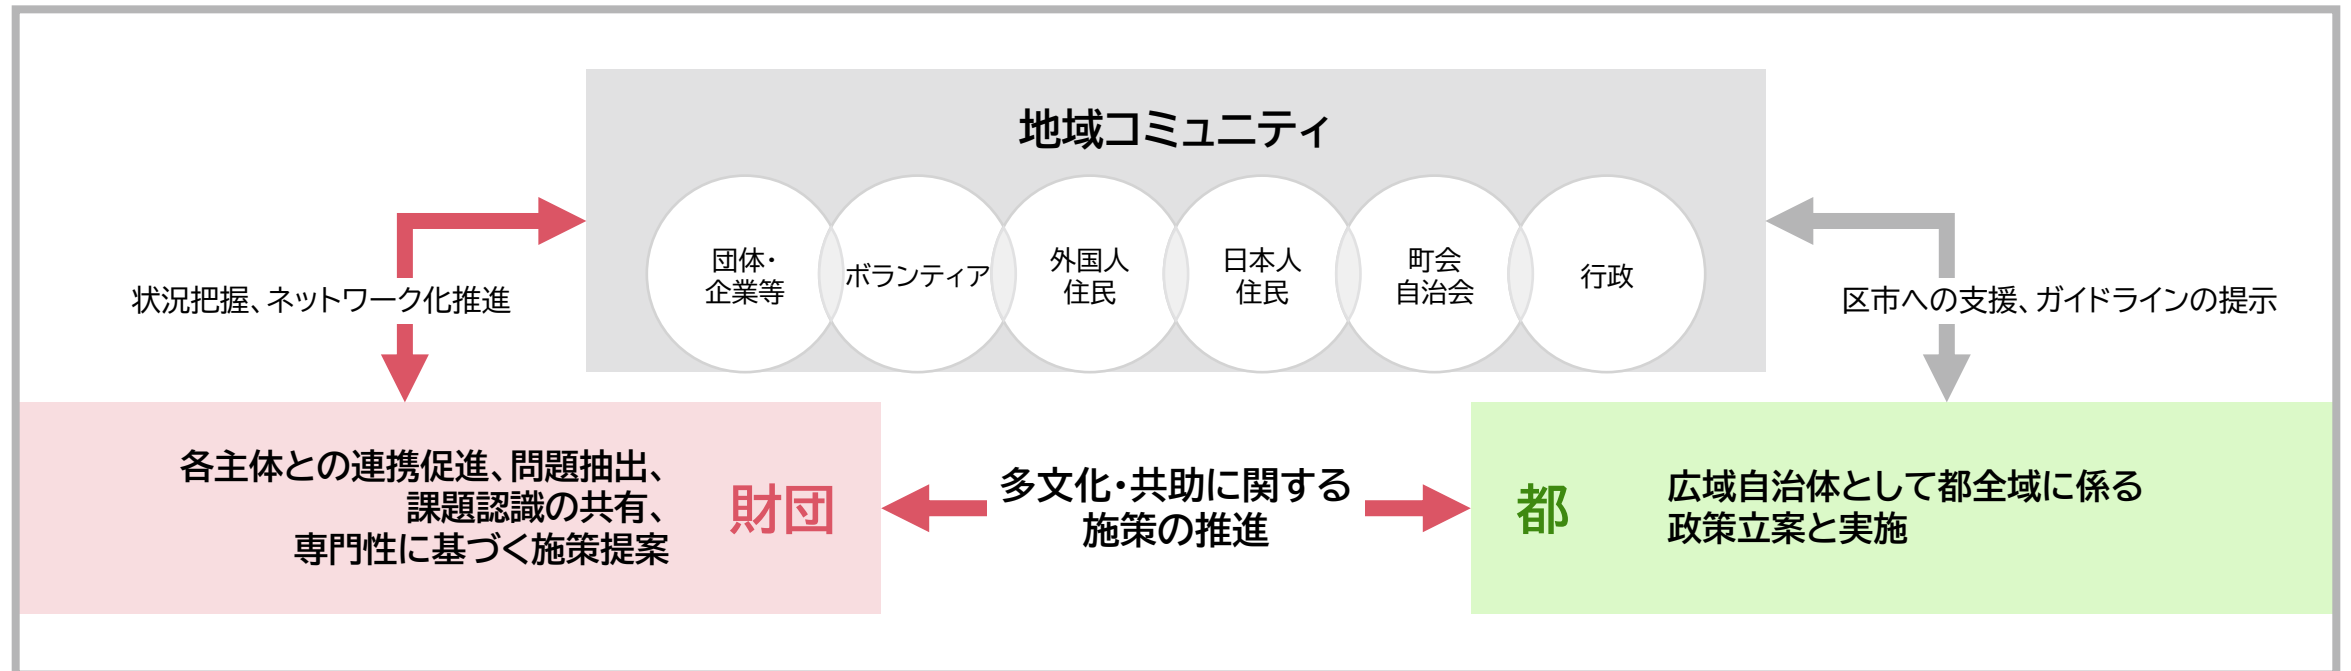 地域コミュニティ
団体・
企業等
ボランティア
外国人
住民
日本人
住民
町会
自治会
行政
状況把握、ネットワーク化推進
区市への支援、ガイドラインの提示
各主体との連携促進、問題抽出、
課題認識の共有、
専門性に基づく施策提案
財団
多文化・共助に関する
施策の推進
都
広域自治体として都全域に係る
政策立案と実施